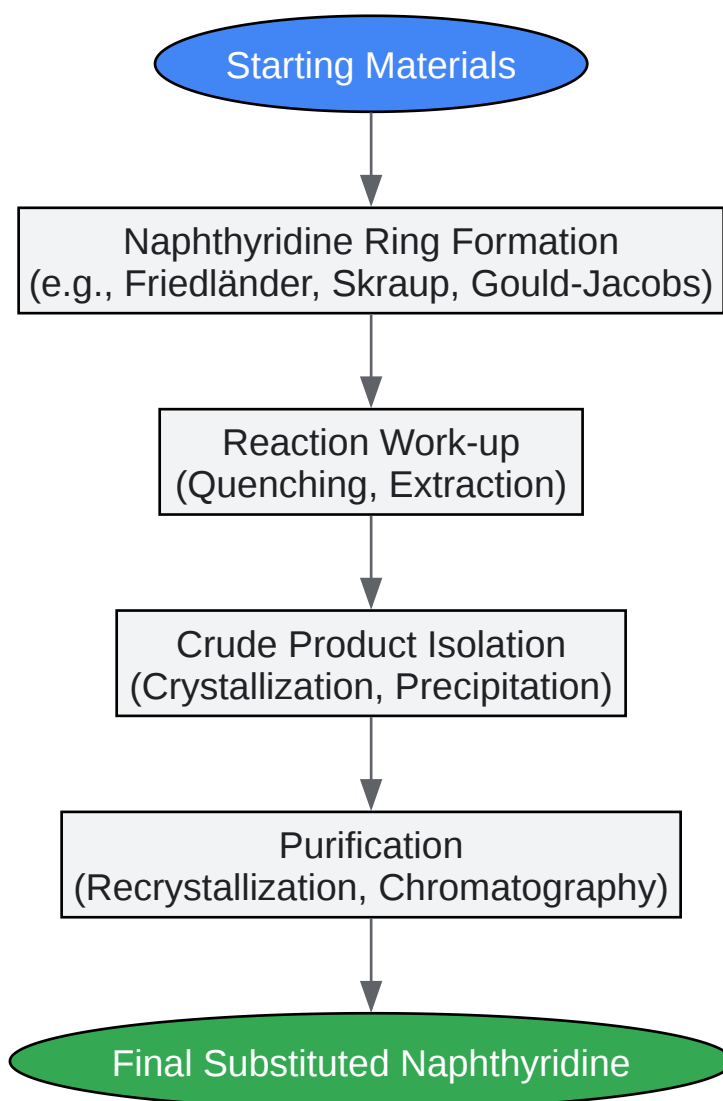 Starting Materials
Naphthyridine Ring Formation
(e.g., Friedländer, Skraup, Gould-Jacobs)
Reaction Work-up
(Quenching, Extraction)
Crude Product Isolation
(Crystallization, Precipitation)
Purification
(Recrystallization, Chromatography)
Final Substituted Naphthyridine